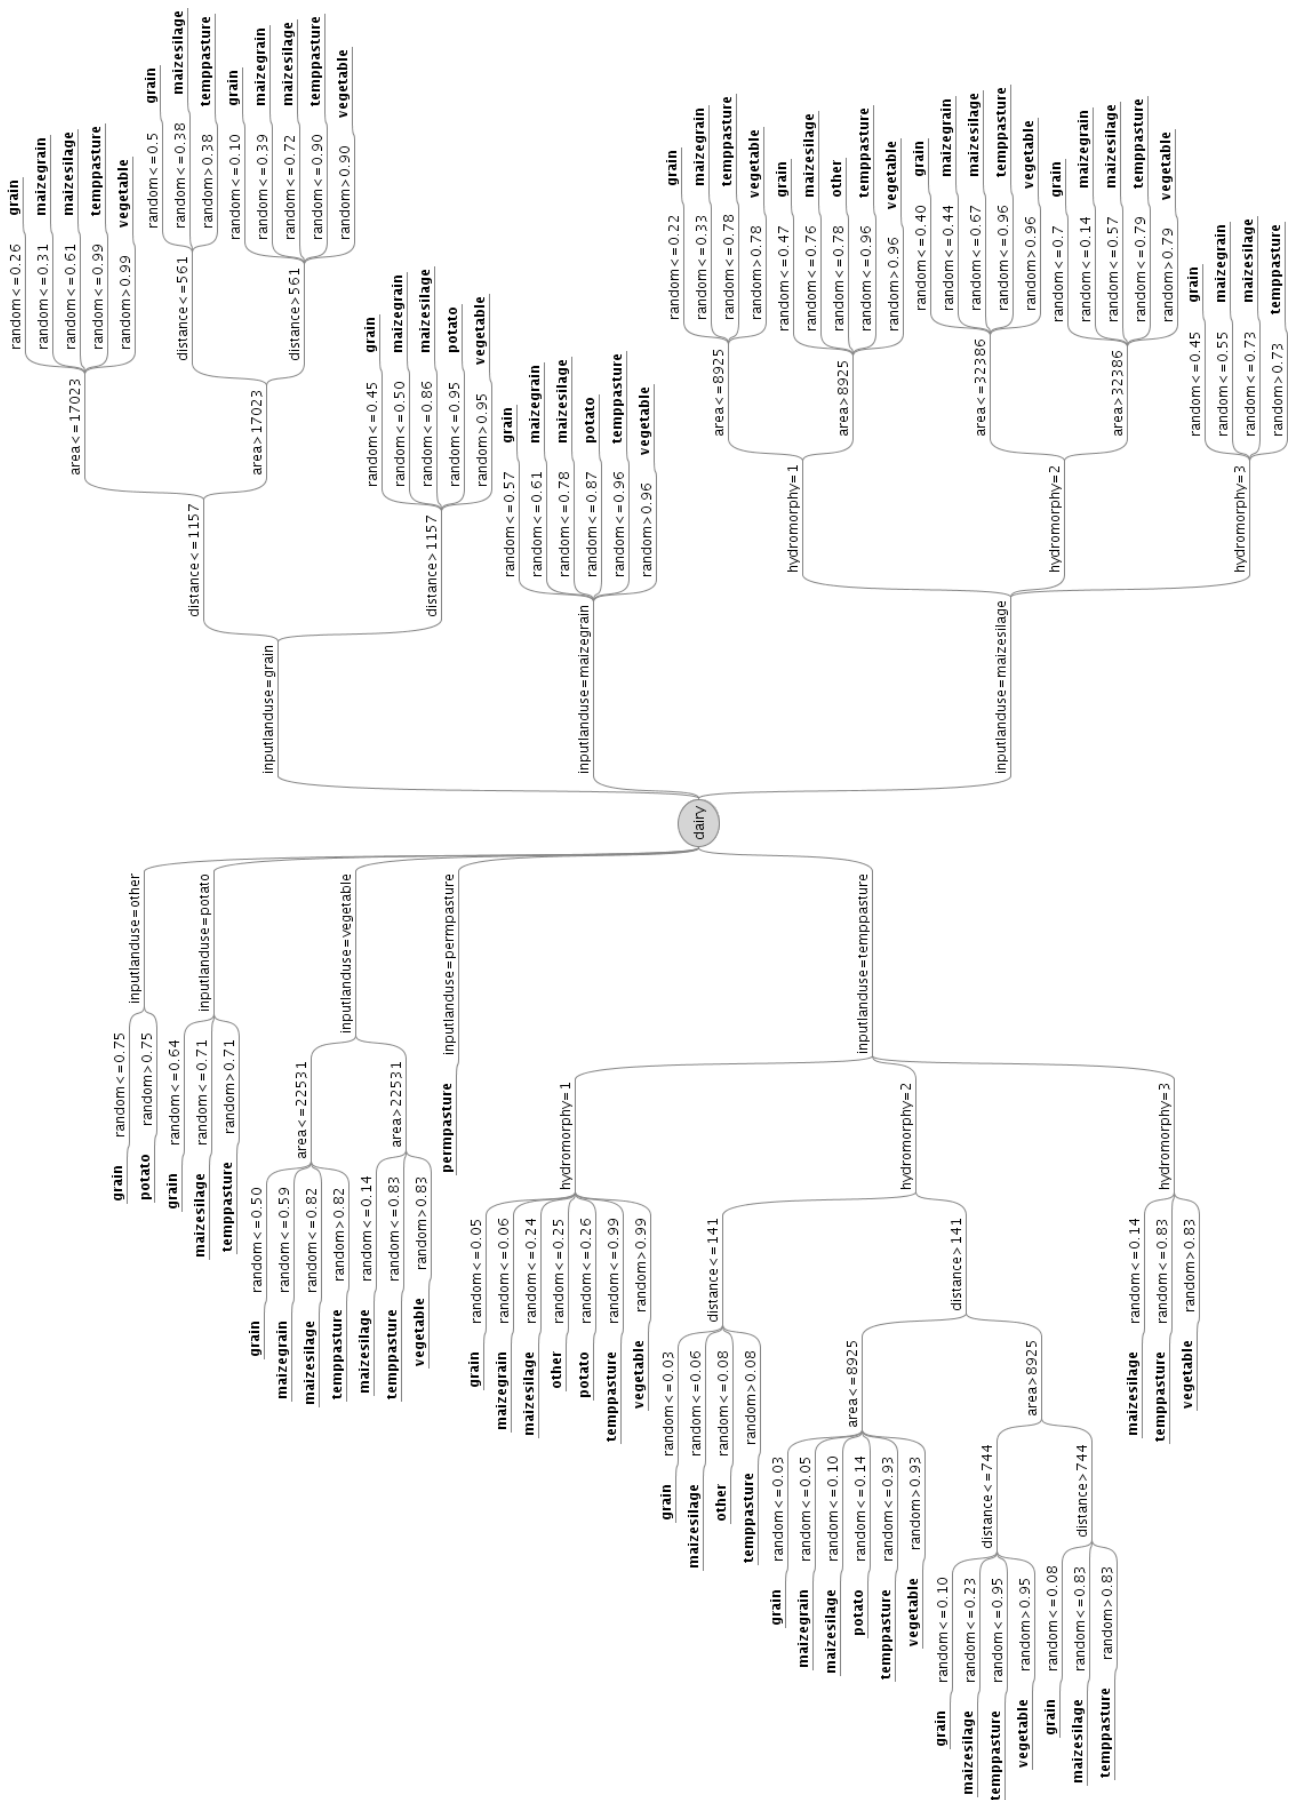 dairy
inputlanduse=grain
distance<=1157
area<=17023
random<=0.26
grain
random<=0.31
maizegrain
random<=0.61
maizesilage
random<=0.99
temppasture
random>0.99
vegetable
area>17023
distance<=561
random<=0.5
grain
random<=0.38
maizesilage
random>0.38
temppasture
distance>561
random<=0.10
grain
random<=0.39
maizegrain
random<=0.72
maizesilage
random<=0.90
temppasture
random>0.90
vegetable
distance>1157
random<=0.45
grain
random<=0.50
maizegrain
random<=0.86
maizesilage
random<=0.95
potato
random>0.95
vegetable
inputlanduse=maizegrain
random<=0.57
grain
random<=0.61
maizegrain
random<=0.78
maizesilage
random<=0.87
potato
random<=0.96
temppasture
random>0.96
vegetable
inputlanduse=maizesilage
hydromorphy=1
area<=8925
random<=0.22
grain
random<=0.33
maizegrain
random<=0.78
temppasture
random>0.78
vegetable
area>8925
random<=0.47
grain
random<=0.76
maizesilage
random<=0.78
other
random<=0.96
temppasture
random>0.96
vegetable
hydromorphy=2
area<=32386
random<=0.40
grain
random<=0.44
maizegrain
random<=0.67
maizesilage
random<=0.96
temppasture
random>0.96
vegetable
area>32386
random<=0.7
grain
random<=0.14
maizegrain
random<=0.57
maizesilage
random<=0.79
temppasture
random>0.79
vegetable
hydromorphy=3
random<=0.45
grain
random<=0.55
maizegrain
random<=0.73
maizesilage
random>0.73
temppasture
inputlanduse=other
random<=0.75
grain
random>0.75
potato
inputlanduse=potato
random<=0.64
grain
random<=0.71
maizesilage
random>0.71
temppasture
inputlanduse=vegetable
area<=22531
random<=0.50
grain
random<=0.59
maizegrain
random<=0.82
maizesilage
random>0.82
temppasture
area>22531
random<=0.14
maizesilage
random<=0.83
temppasture
random>0.83
vegetable
inputlanduse=permpasture
permpasture
inputlanduse=temppasture
hydromorphy=1
random<=0.05
grain
random<=0.06
maizegrain
random<=0.24
maizesilage
random<=0.25
other
random<=0.26
potato
random<=0.99
temppasture
random>0.99
vegetable
hydromorphy=2
distance<=141
random<=0.03
grain
random<=0.06
maizesilage
random<=0.08
other
random>0.08
temppasture
distance>141
area<=8925
random<=0.03
grain
random<=0.05
maizegrain
random<=0.10
maizesilage
random<=0.14
potato
random<=0.93
temppasture
random>0.93
vegetable
area>8925
distance<=744
random<=0.10
grain
random<=0.23
maizesilage
random<=0.95
temppasture
random>0.95
vegetable
distance>744
random<=0.08
grain
random<=0.83
maizesilage
random>0.83
temppasture
hydromorphy=3
random<=0.14
maizesilage
random<=0.83
temppasture
random>0.83
vegetable